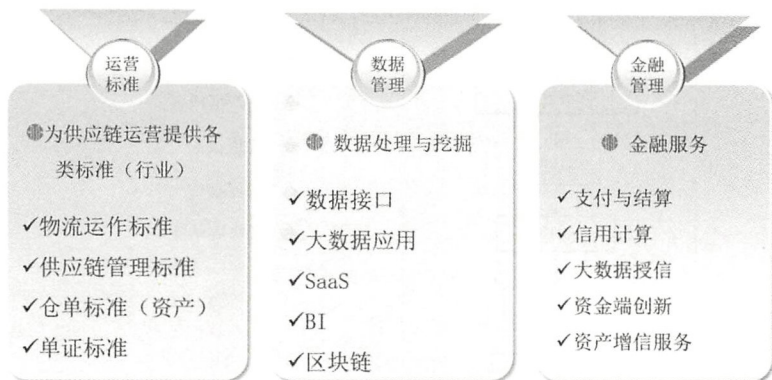 运营
标准
为供应链运营提供各
类标准（行业）
✓物流运作标准
✓供应链管理标准
✓仓单标准（资产）
✓单证标准
数据
管理
数据处理与挖掘
✓数据接口
✓大数据应用
✓SaaS
✓BI
✓区块链
金融
管理
金融服务
✓支付与结算
✓信用计算
✓大数据授信
✓资金端创新
✓资产增信服务